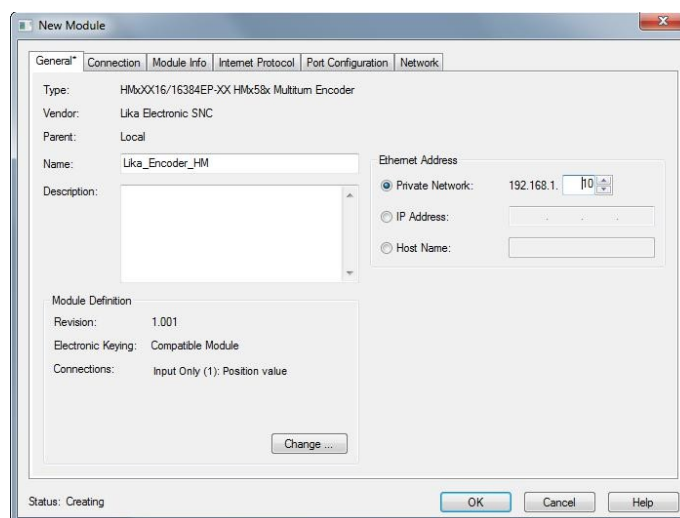 New Module
General* Connection Module Info Internet Protocol Port Configuration Network
Type: HMxXX16/16384EP-XX HMx58x Multiturn Encoder
Vendor: Lika Electronic SNC
Parent: Local
Name: Lika_Encoder_HM
Description:
Ethernet Address
Private Network: 192.168.1. 10
IP Address:
Host Name:
Module Definition
Revision: 1.001
Electronic Keying: Compatible Module
Connections: Input Only (1): Position value
Change ...
Status: Creating
OK Cancel Help